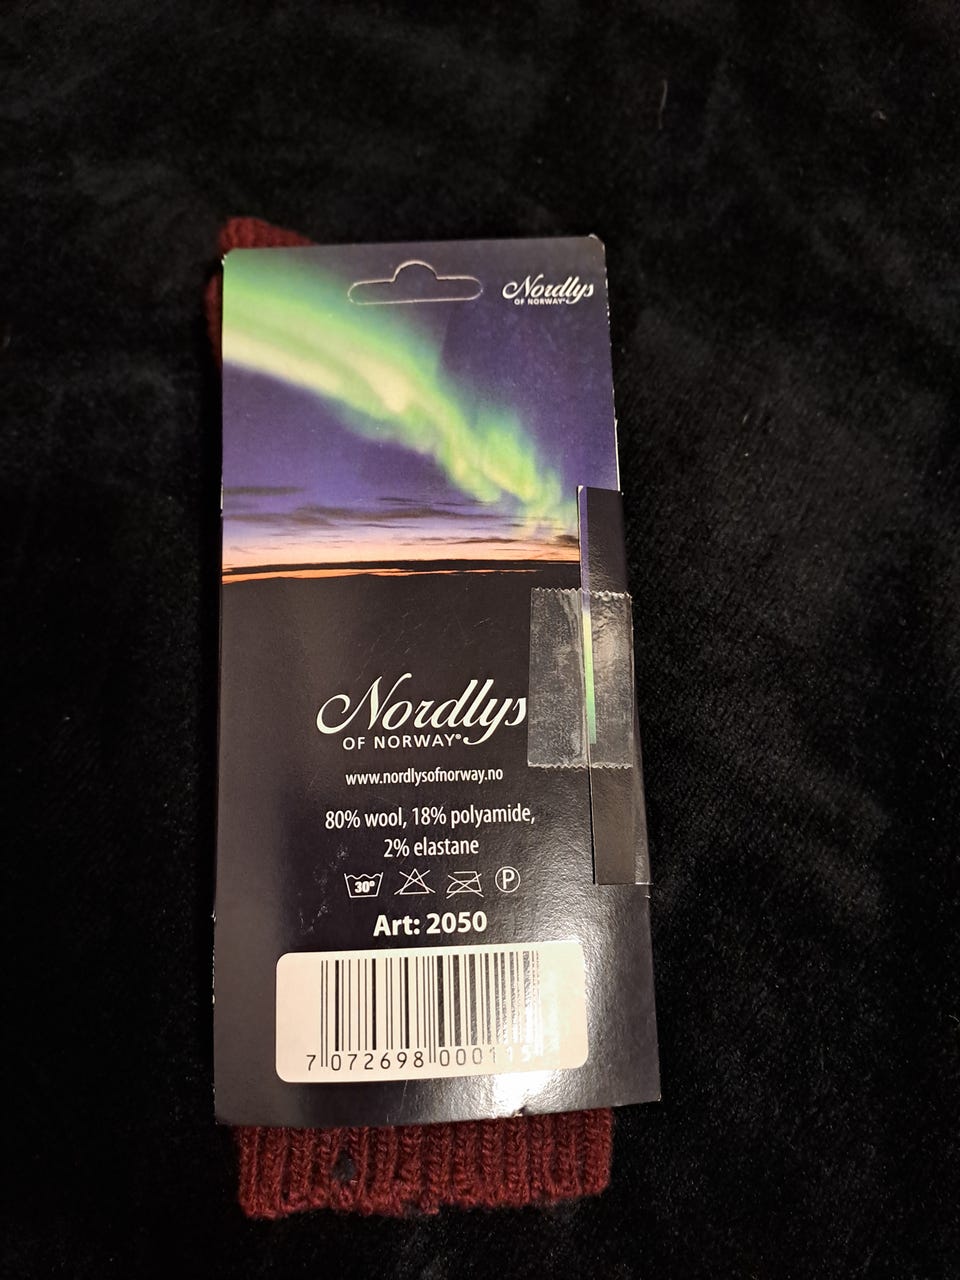 Nordlys
OF NORWAY®
Nordlys
OF NORWAY®
www.nordlysofnorway.no
80% wool, 18% polyamide,
2% elastane
30° P
Art: 2050
7 072698